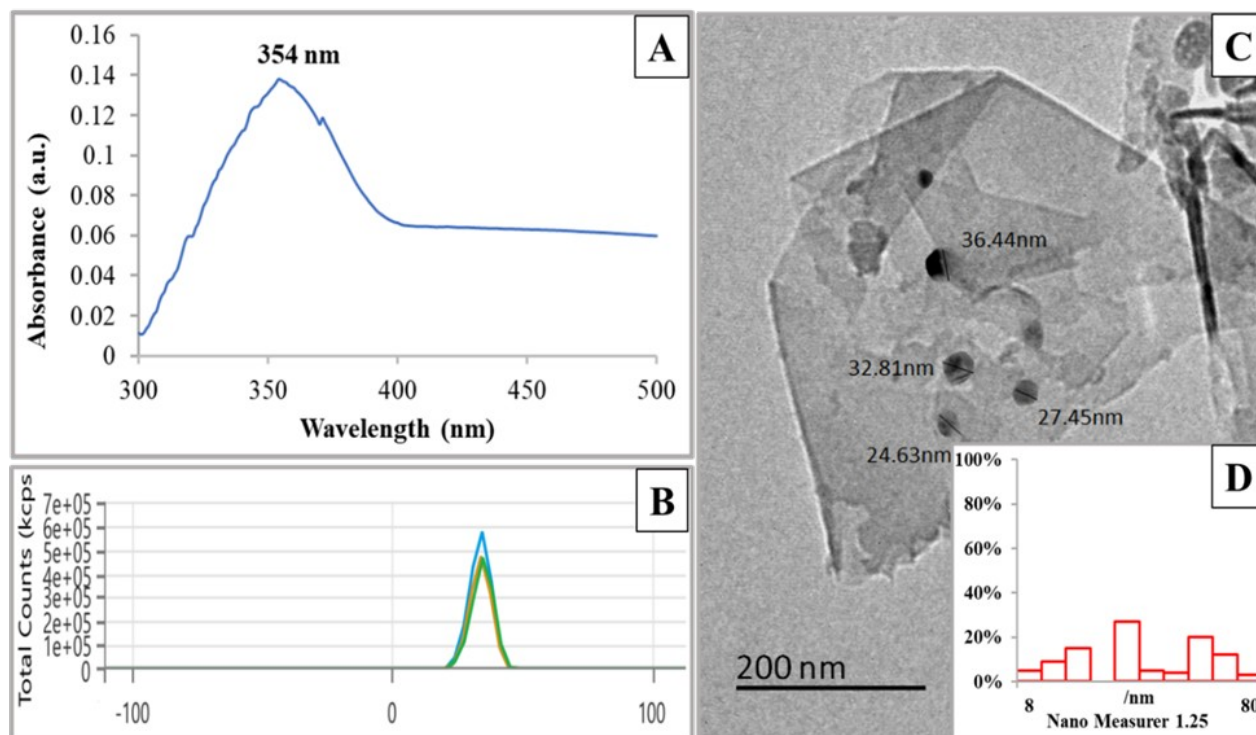 A
354 nm
0.16
0.14
0.12
0.1
0.08
0.06
0.04
0.02
0
300
350
400
450
500
Absorbance (a.u.)
Wavelength (nm)
B
Total Counts (kcps)
7e+05
6e+05
5e+05
4e+05
3e+05
2e+05
1e+05
0
-100
0
100
C
36.44nm
32.81nm
27.45nm
24.63nm
200 nm
D
100%
80%
60%
40%
20%
0%
8
/nm
80
Nano Measurer 1.25